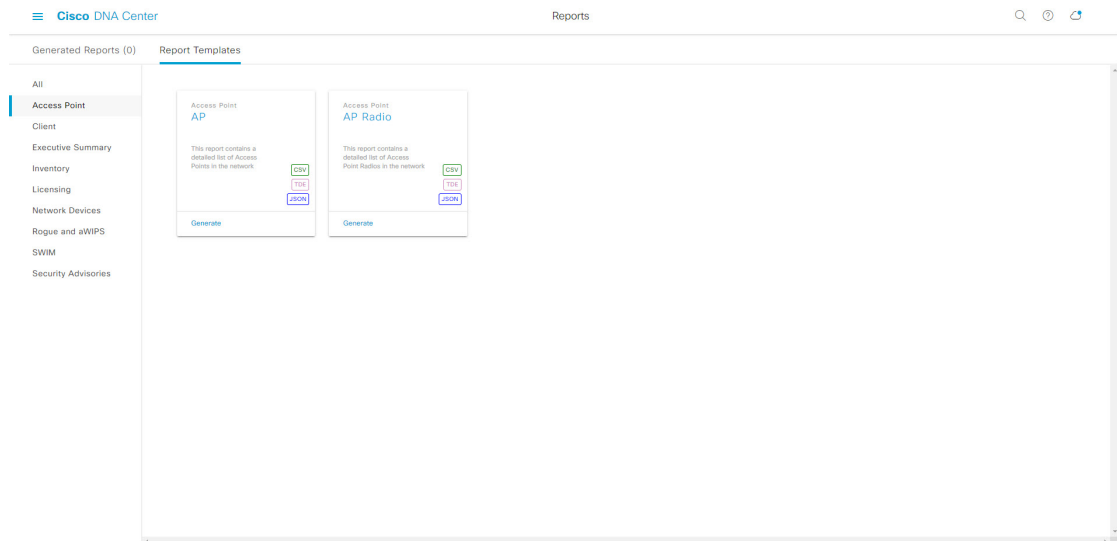 Cisco DNA Center
Reports
Generated Reports (0)
Report Templates
All
Access Point
Client
Executive Summary
Inventory
Licensing
Network Devices
Rogue and aWIPS
SWIM
Security Advisories
Access Point
AP
This report contains a
detailed list of Access
Points in the network
CSV
TDE
JSON
Generate
Access Point
AP Radio
This report contains a
detailed list of Access
Point Radios in the network
CSV
TDE
JSON
Generate